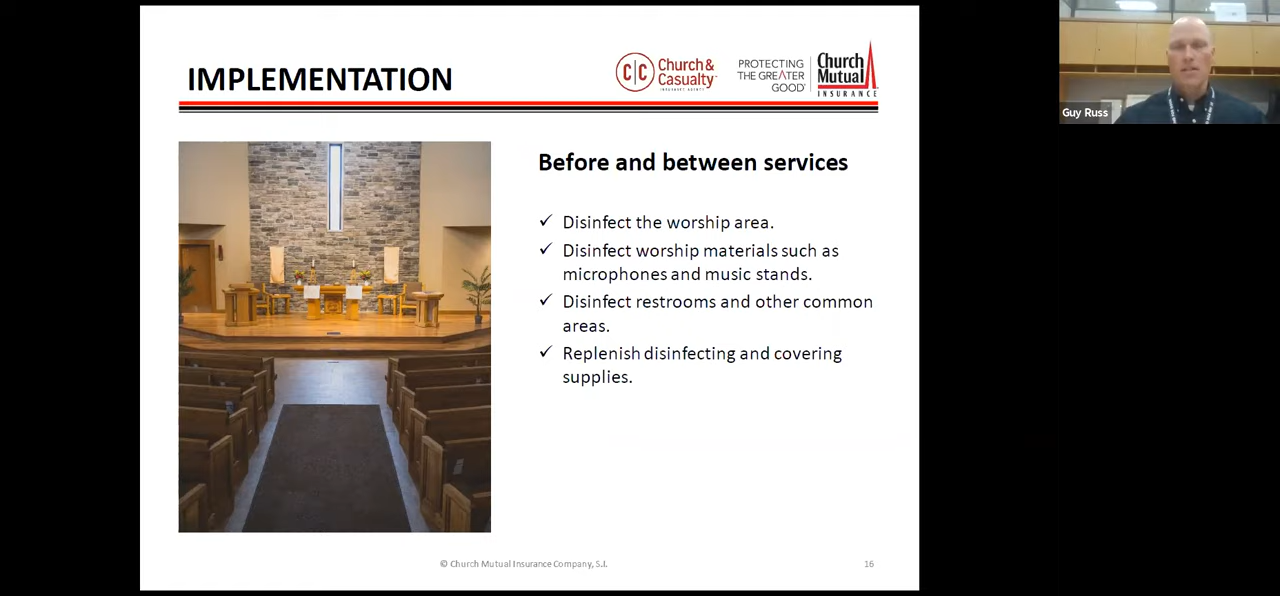 IMPLEMENTATION
C|C
Church &
Casualty
INSURANCE AGENCY
PROTECTING
THE GREATER
GOOD
Church
Mutual
INSURANCE
Guy Russ
Before and between services
✓ Disinfect the worship area.
✓ Disinfect worship materials such as
microphones and music stands.
✓ Disinfect restrooms and other common
areas.
✓ Replenish disinfecting and covering
supplies.
© Church Mutual Insurance Company, S.I.
16